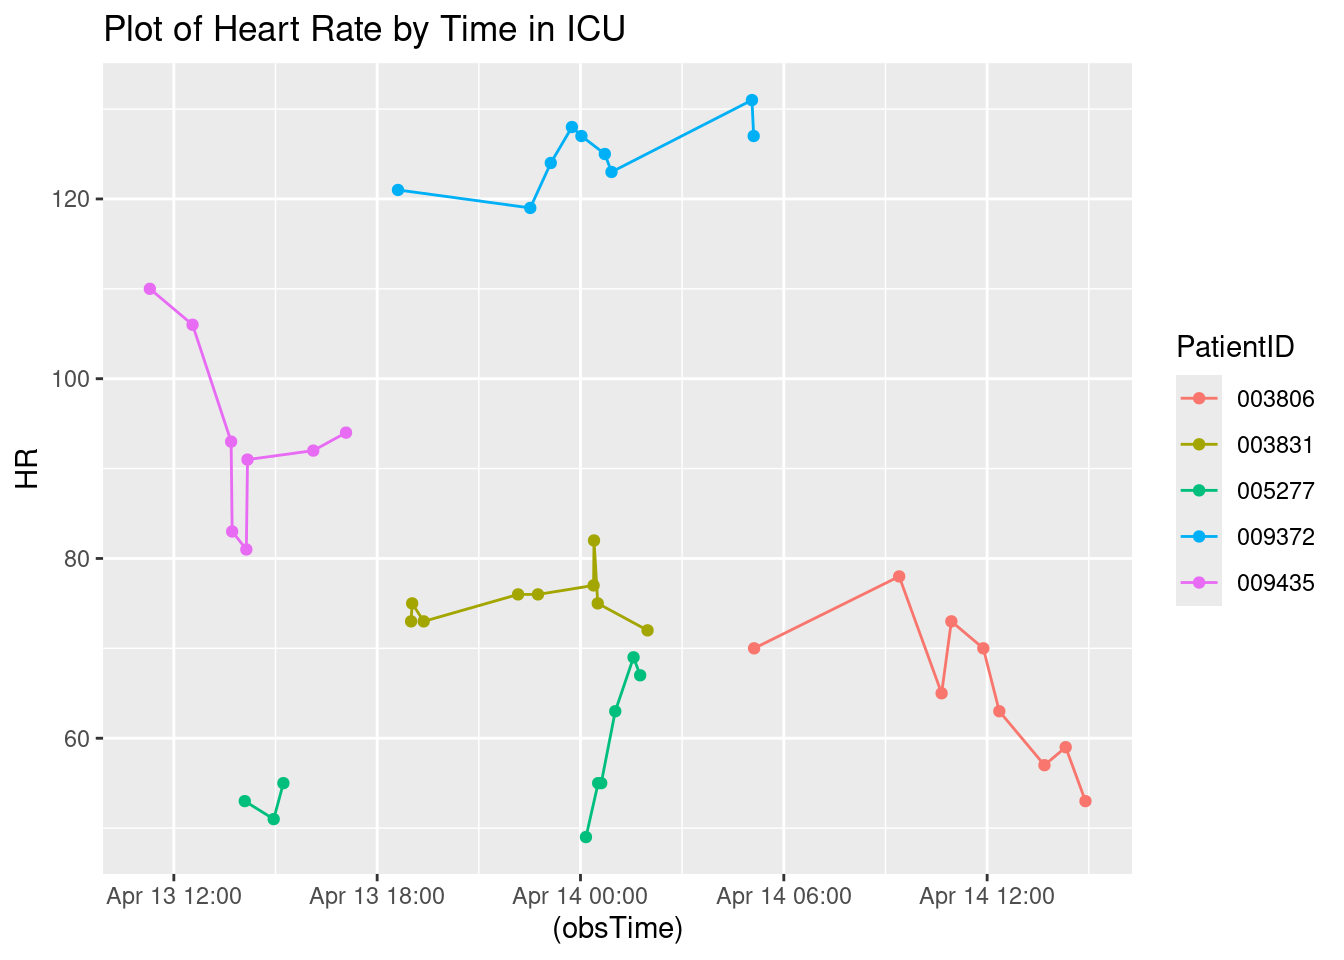 Plot of Heart Rate by Time in ICU
120
100
80
60
HR
Apr 13 12:00
Apr 13 18:00
Apr 14 00:00
Apr 14 06:00
Apr 14 12:00
(obsTime)
PatientID
003806
003831
005277
009372
009435